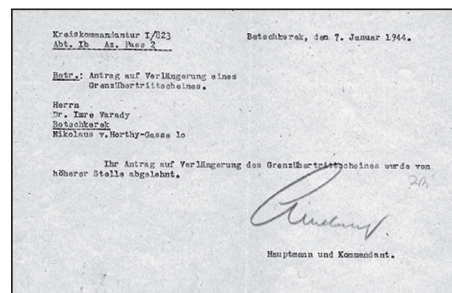 Kreiskommandantur I/823
Betschkerek, den 7. Januar 1944.
Abt. Ib Az. Pass 2
Betr.: Antrag auf Verlängerung eines
Grenzübertrittscheines.
Herrn
Dr. Imre Varady
Betschkerek
Nikolaus v.Horthy-Gasse 1o
Ihr Antrag auf Verlängerung des Grenzübertrittscheines wurde von
höherer Stelle abgelehnt.
Hauptmann und Kommandant.